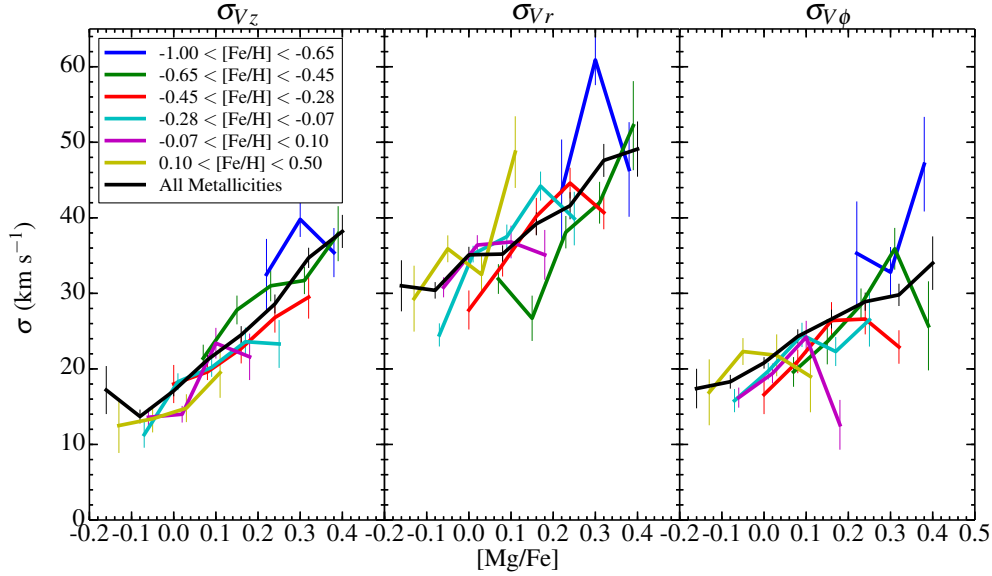 σVz σVr σVϕ
-1.00 < [Fe/H] < -0.65
-0.65 < [Fe/H] < -0.45
-0.45 < [Fe/H] < -0.28
-0.28 < [Fe/H] < -0.07
-0.07 < [Fe/H] < 0.10
0.10 < [Fe/H] < 0.50
All Metallicities
60
50
40
30
20
10
0
σ (km s⁻¹)
-0.2 -0.1 0.0 0.1 0.2 0.3 0.4 -0.2 -0.1 0.0 0.1 0.2 0.3 0.4 -0.2 -0.1 0.0 0.1 0.2 0.3 0.4 0.5
[Mg/Fe]